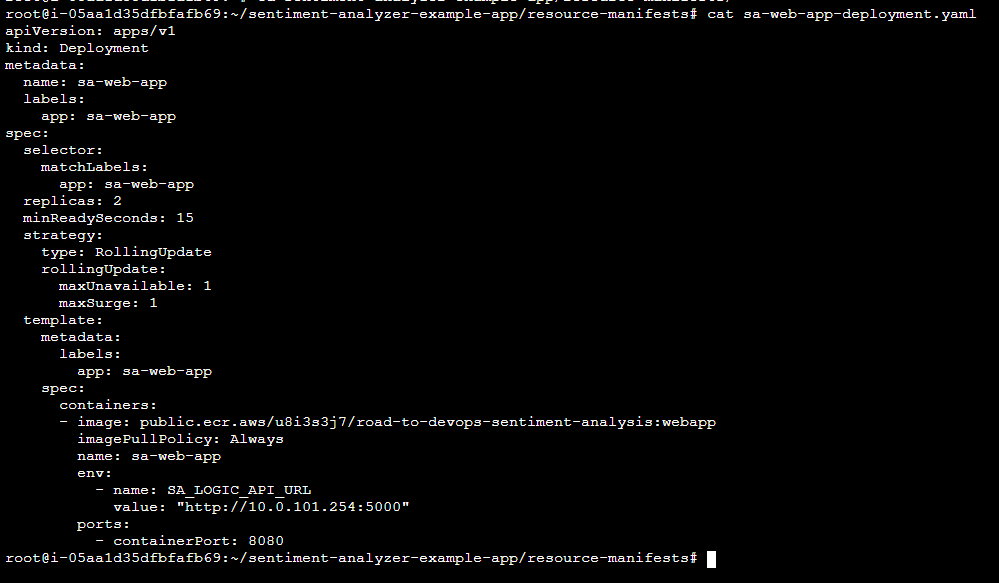 root@i-05aa1d35dfbfafb69:~/sentiment-analyzer-example-app/resource-manifests# cat sa-web-app-deployment.yaml
apiVersion: apps/v1
kind: Deployment
metadata:
  name: sa-web-app
  labels:
    app: sa-web-app
spec:
  selector:
    matchLabels:
      app: sa-web-app
  replicas: 2
  minReadySeconds: 15
  strategy:
    type: RollingUpdate
    rollingUpdate:
      maxUnavailable: 1
      maxSurge: 1
  template:
    metadata:
      labels:
        app: sa-web-app
    spec:
      containers:
      - image: public.ecr.aws/u8i3s3j7/road-to-devops-sentiment-analysis:webapp
        imagePullPolicy: Always
        name: sa-web-app
        env:
          - name: SA_LOGIC_API_URL
            value: "http://10.0.101.254:5000"
        ports:
          - containerPort: 8080
root@i-05aa1d35dfbfafb69:~/sentiment-analyzer-example-app/resource-manifests#